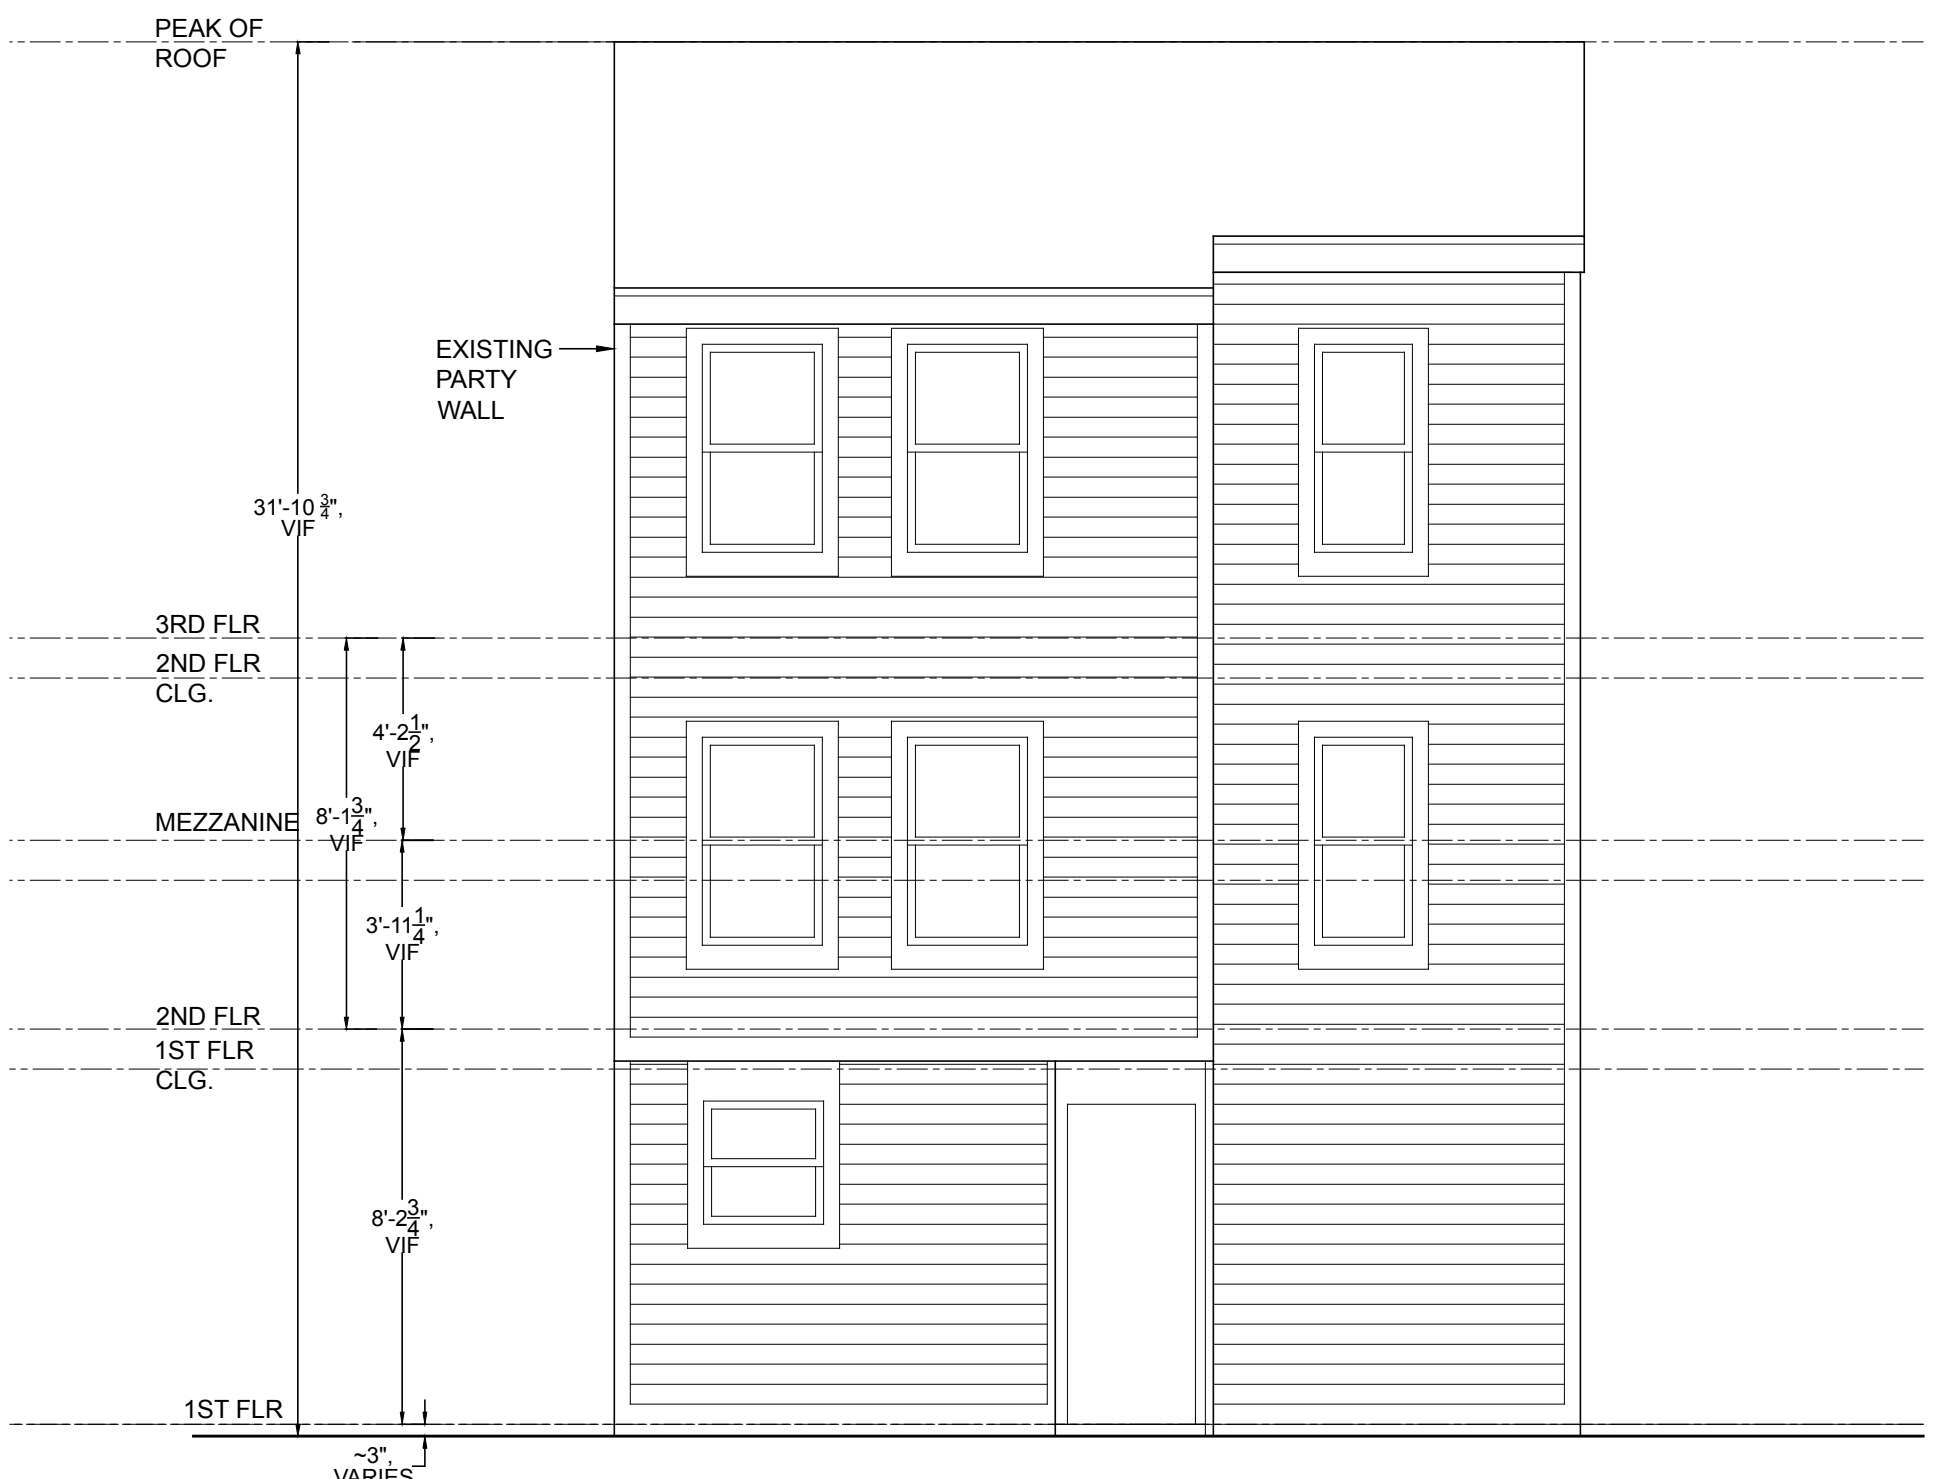 PEAK OF
ROOF
EXISTING
PARTY
WALL
31'-10 3/4",
VIF
3RD FLR
2ND FLR
CLG.
4'-2 1/2",
VIF
MEZZANINE
8'-1 3/4",
VIF
3'-11 1/4",
VIF
2ND FLR
1ST FLR
CLG.
8'-2 3/4",
VIF
1ST FLR
~3",
VARIES